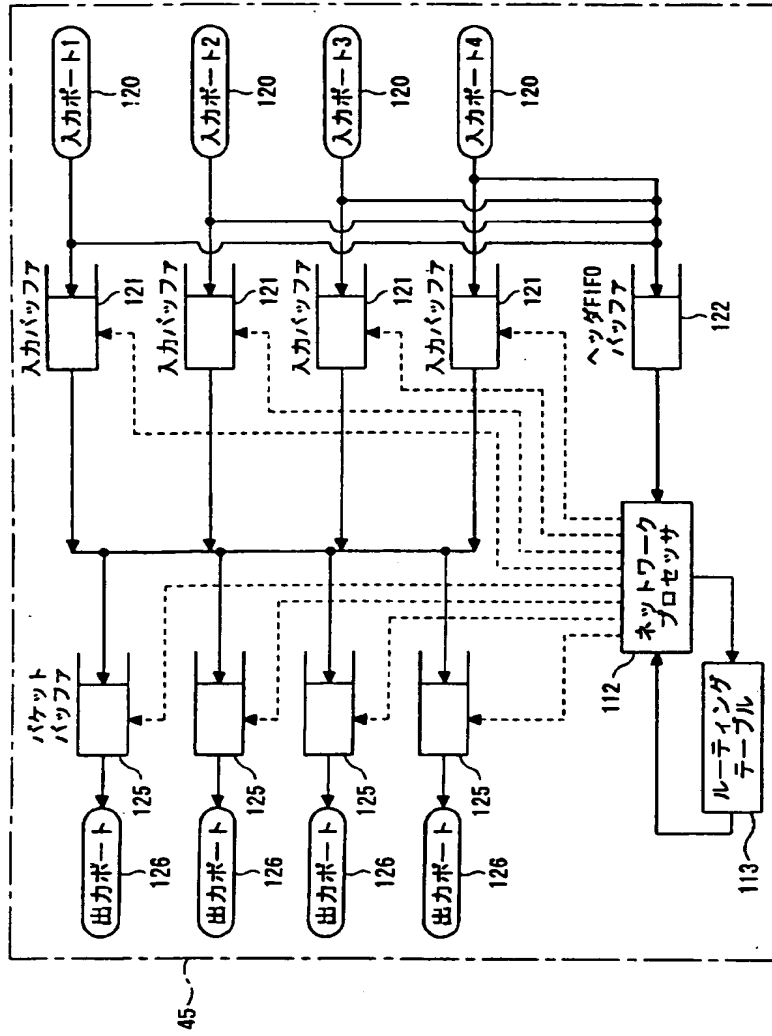 45
入力ポート1
120
入力ポート2
120
入力ポート3
120
入力ポート4
120
入力バッファ
121
入力バッファ
121
入力バッファ
121
入力バッファ
121
ヘッダFIFO
バッファ
122
パケット
バッファ
125
125
125
125
出力ポート
126
出力ポート
126
出力ポート
126
出力ポート
126
ネットワーク
プロセッサ
112
ルーティング
テーブル
113